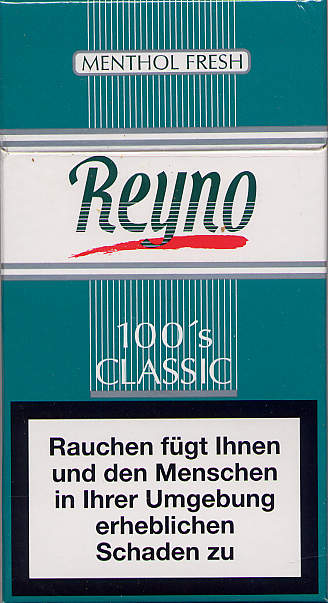 MENTHOL FRESH
Reyno
100´s
CLASSIC
Rauchen fügt Ihnen
und den Menschen
in Ihrer Umgebung
erheblichen
Schaden zu